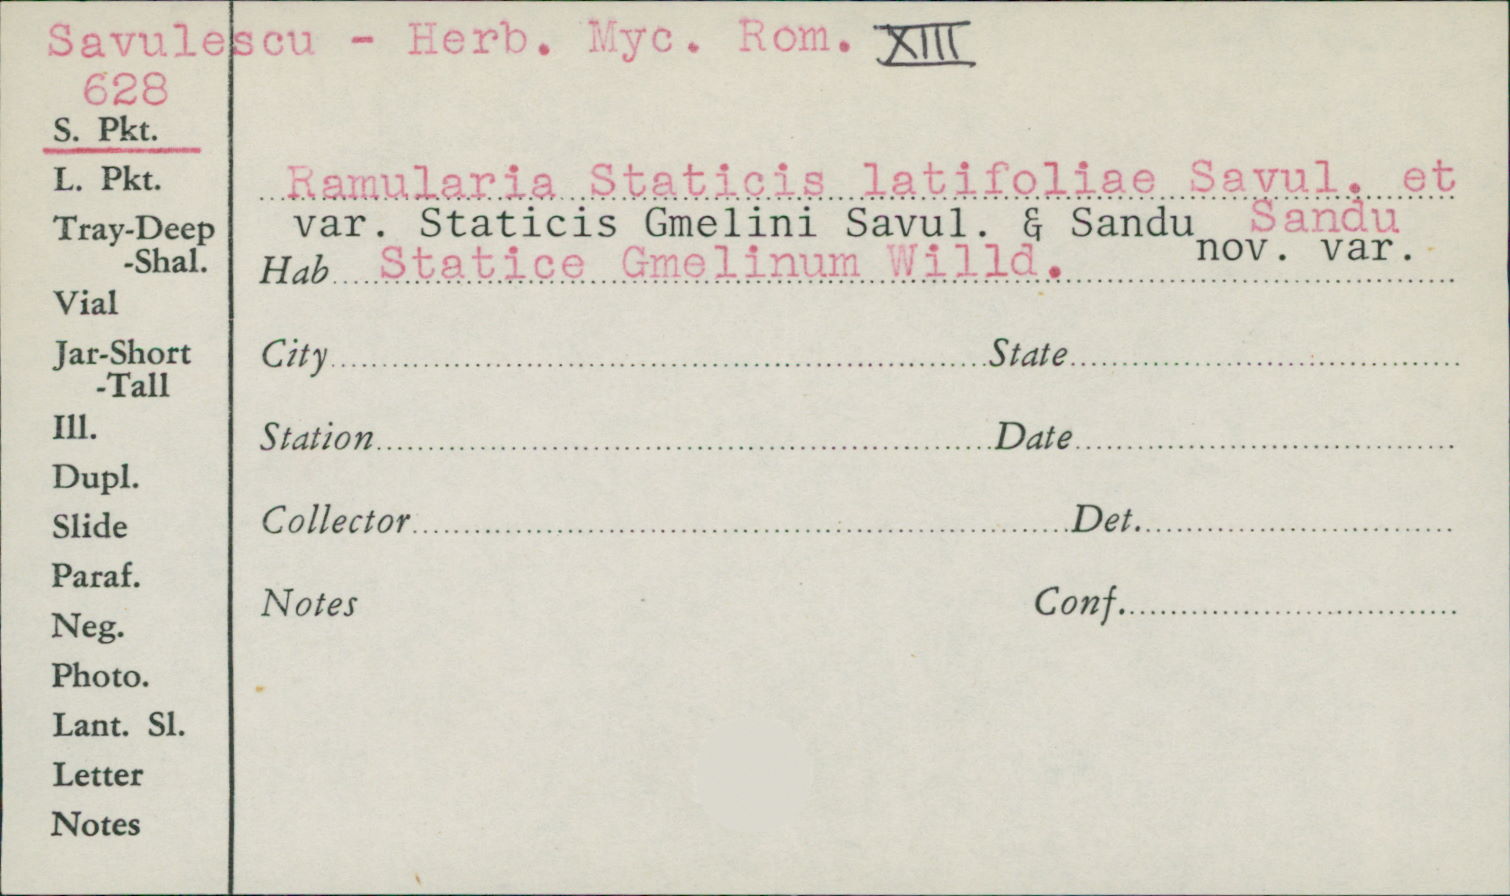 Savulescu - Herb. Myc. Rom. XIII
628
S. Pkt.
L. Pkt.
Ramularia Staticis latifoliae Savul. et
Sandu
var. Staticis Gmelini Savul. & Sandu
nov. var.
Tray-Deep
-Shal.
Hab Statice Gmelinum Willd.
Vial
Jar-Short
-Tall
City State
Ill.
Station Date
Dupl.
Slide
Collector Det.
Paraf.
Neg.
Notes Conf.
Photo.
Lant. Sl.
Letter
Notes